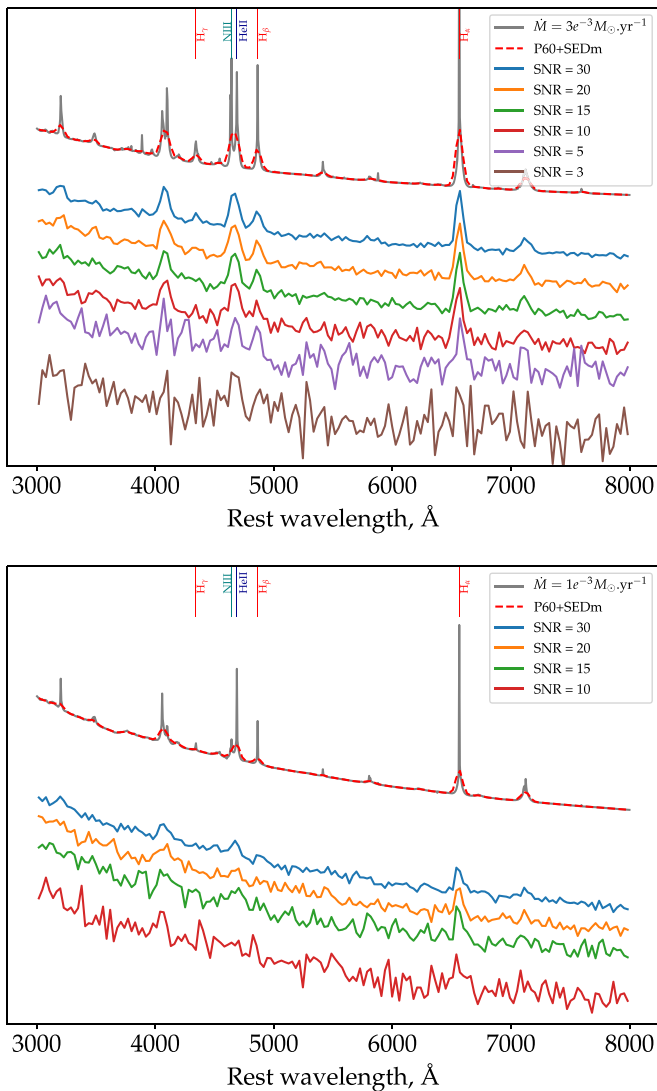 Hγ NIII HeII Hβ Hα
Ṁ = 3e⁻³M⊙.yr⁻¹
P60+SEDm
SNR = 30
SNR = 20
SNR = 15
SNR = 10
SNR = 5
SNR = 3
3000 4000 5000 6000 7000 8000
Rest wavelength, Å
Hγ NIII HeII Hβ Hα
Ṁ = 1e⁻³M⊙.yr⁻¹
P60+SEDm
SNR = 30
SNR = 20
SNR = 15
SNR = 10
3000 4000 5000 6000 7000 8000
Rest wavelength, Å